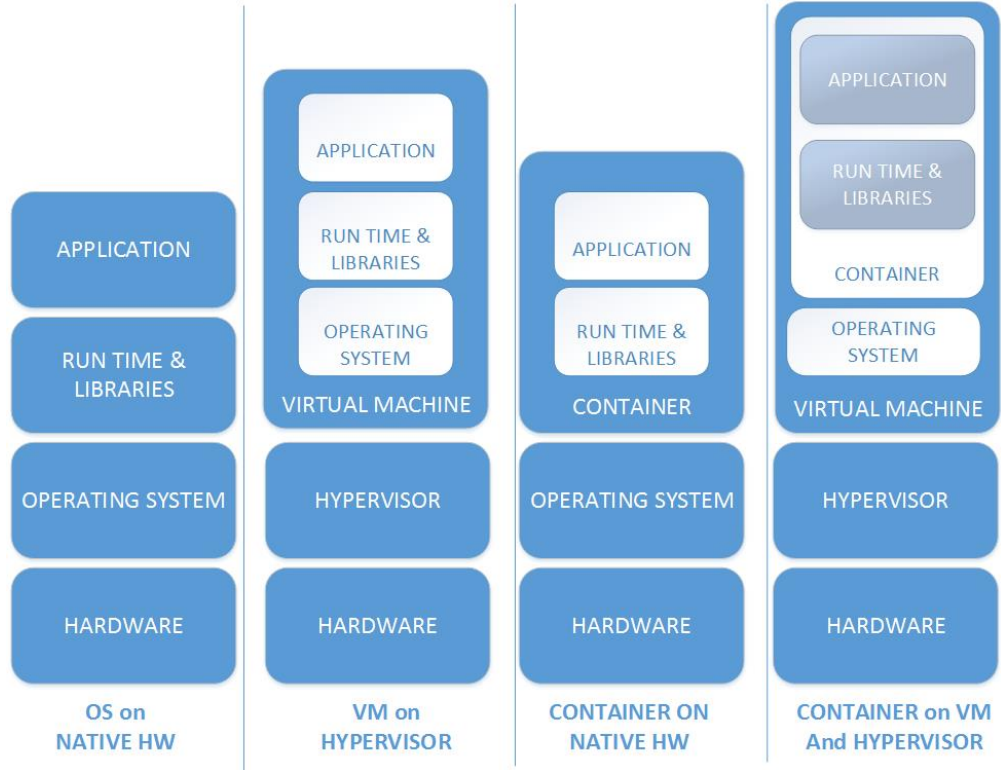 APPLICATION
RUN TIME &
LIBRARIES
OPERATING SYSTEM
HARDWARE
OS on
NATIVE HW
APPLICATION
RUN TIME &
LIBRARIES
OPERATING
SYSTEM
VIRTUAL MACHINE
HYPERVISOR
HARDWARE
VM on
HYPERVISOR
APPLICATION
RUN TIME &
LIBRARIES
CONTAINER
OPERATING SYSTEM
HARDWARE
CONTAINER ON
NATIVE HW
APPLICATION
RUN TIME &
LIBRARIES
CONTAINER
OPERATING
SYSTEM
VIRTUAL MACHINE
HYPERVISOR
HARDWARE
CONTAINER on VM
And HYPERVISOR